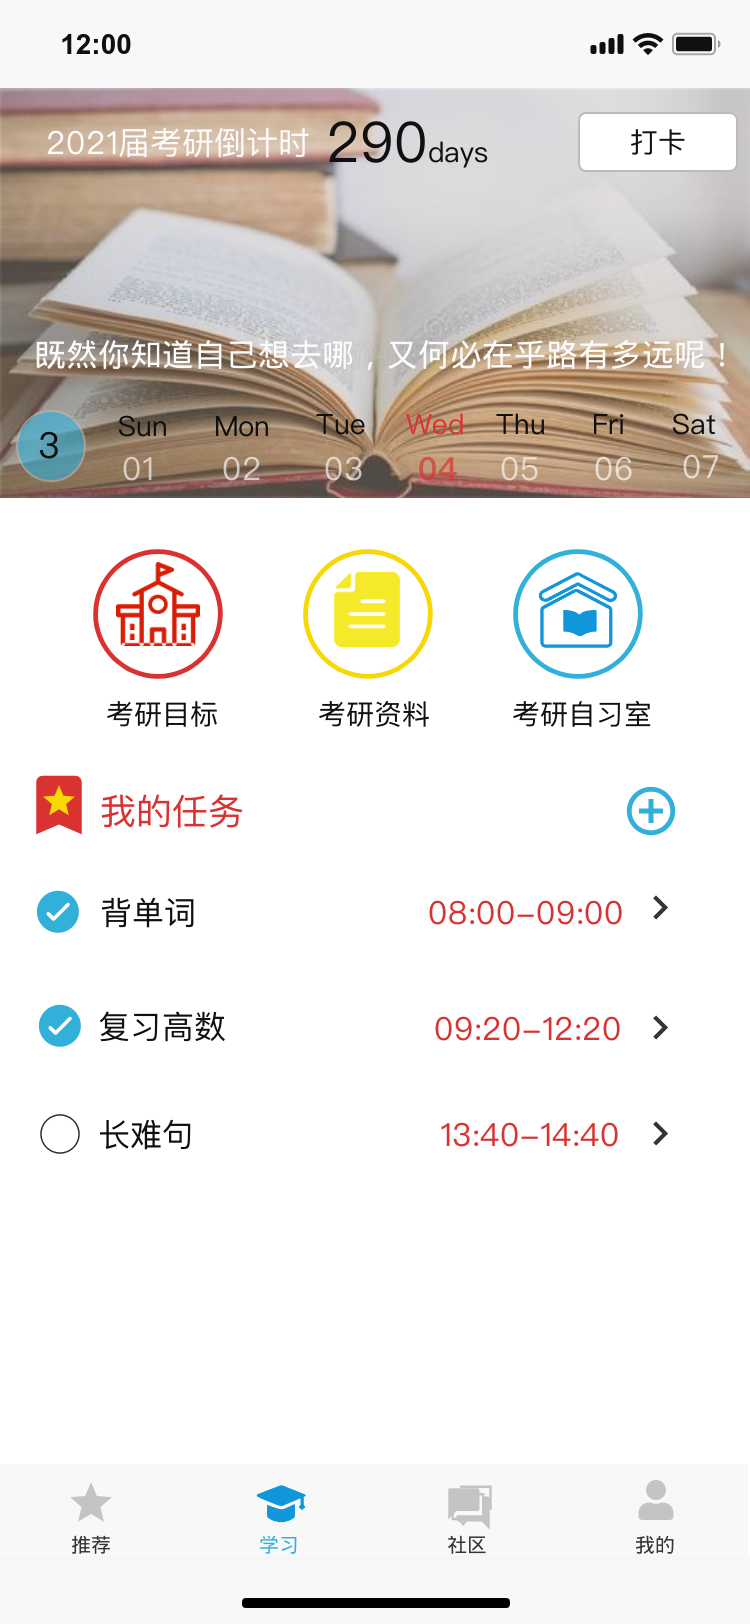 12:00
2021届考研倒计时 290days
打卡
既然你知道自己想去哪，又何必在乎路有多远呢！
3
Sun Mon Tue Wed Thu Fri Sat
01 02 03 04 05 06 07
考研目标 考研资料 考研自习室
我的任务
背单词 08:00-09:00
复习高数 09:20-12:20
长难句 13:40-14:40
推荐 学习 社区 我的